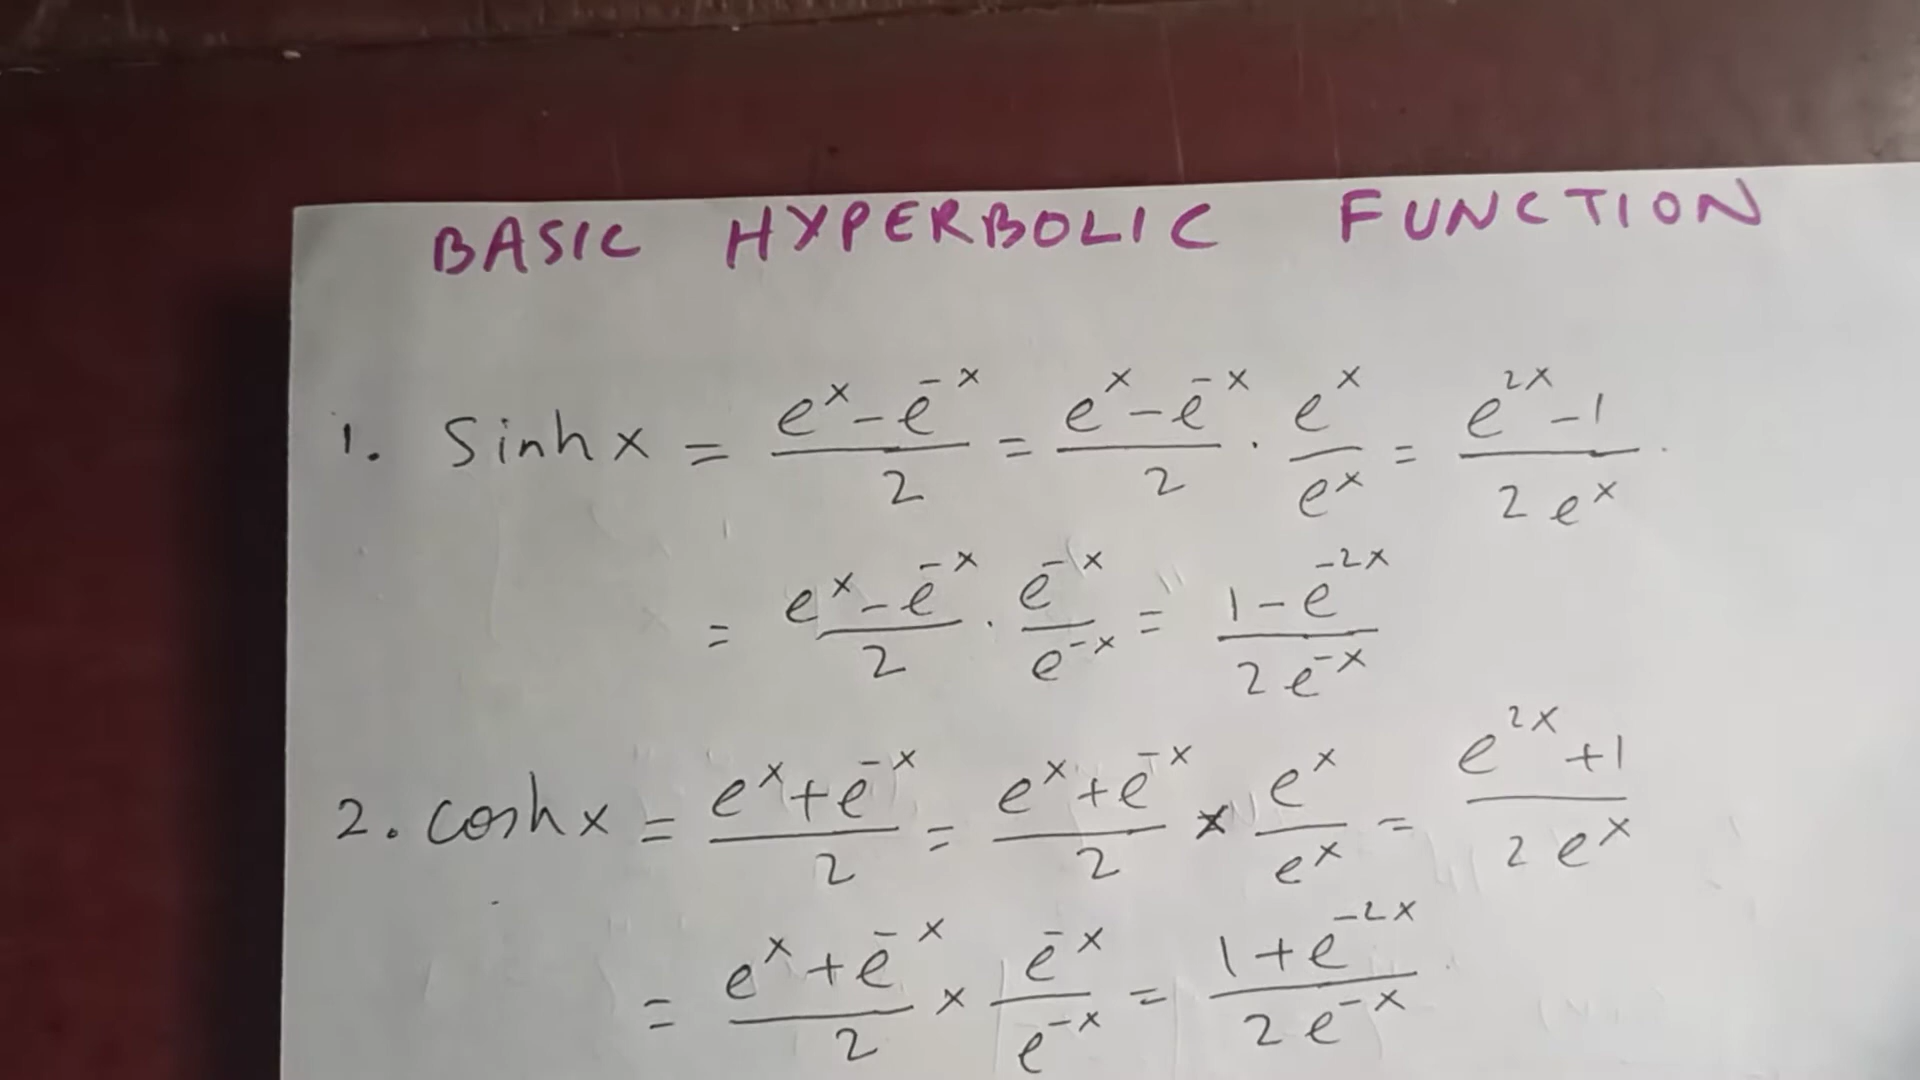 BASIC HYPERBOLIC FUNCTION
1. Sinh x = (e^x - e^-x)/2 = (e^x - e^-x)/2 · e^x/e^x = (e^2x - 1)/(2e^x).
= (e^x - e^-x)/2 · e^-x/e^-x = (1 - e^-2x)/(2e^-x)
2. cosh x = (e^x + e^-x)/2 = (e^x + e^-x)/2 × e^x/e^x = (e^2x + 1)/(2e^x)
= (e^x + e^-x)/2 × e^-x/e^-x = (1 + e^-2x)/(2e^-x)